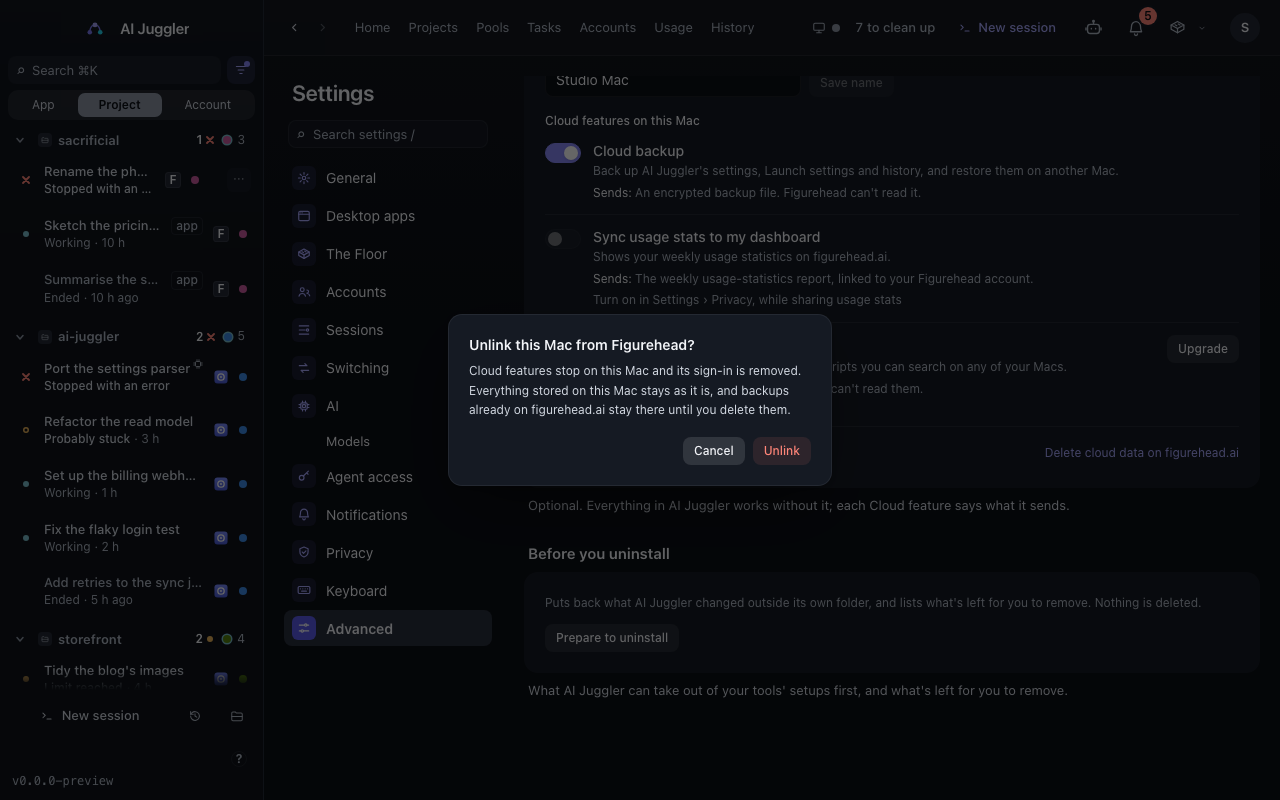 AI Juggler
Search ⌘K
App Project Account
sacrificial 1 3
Rename the ph... F ...
Stopped with an ...
Sketch the pricin... app F
Working · 10 h
Summarise the s... app F
Ended · 10 h ago
ai-juggler 2 5
Port the settings parser
Stopped with an error
Refactor the read model
Probably stuck · 3 h
Set up the billing webh...
Working · 1 h
Fix the flaky login test
Working · 2 h
Add retries to the sync j...
Ended · 5 h ago
storefront 2 4
Tidy the blog's images
New session
?
v0.0.0-preview
Home Projects Pools Tasks Accounts Usage History 7 to clean up New session 5 S
Settings
Search settings /
General
Desktop apps
The Floor
Accounts
Sessions
Switching
AI
Models
Agent access
Notifications
Privacy
Keyboard
Advanced
Studio Mac Save name
Cloud features on this Mac
Cloud backup
Back up AI Juggler's settings, Launch settings and history, and restore them on another Mac.
Sends: An encrypted backup file. Figurehead can't read it.
Sync usage stats to my dashboard
Shows your weekly usage statistics on figurehead.ai.
Sends: The weekly usage-statistics report, linked to your Figurehead account.
Turn on in Settings › Privacy, while sharing usage stats
Upgrade
you can search on any of your Macs.
can't read them.
Delete cloud data on figurehead.ai
Unlink this Mac from Figurehead?
Cloud features stop on this Mac and its sign-in is removed.
Everything stored on this Mac stays as it is, and backups
already on figurehead.ai stay there until you delete them.
Cancel Unlink
Optional. Everything in AI Juggler works without it; each Cloud feature says what it sends.
Before you uninstall
Puts back what AI Juggler changed outside its own folder, and lists what's left for you to remove. Nothing is deleted.
Prepare to uninstall
What AI Juggler can take out of your tools' setups first, and what's left for you to remove.